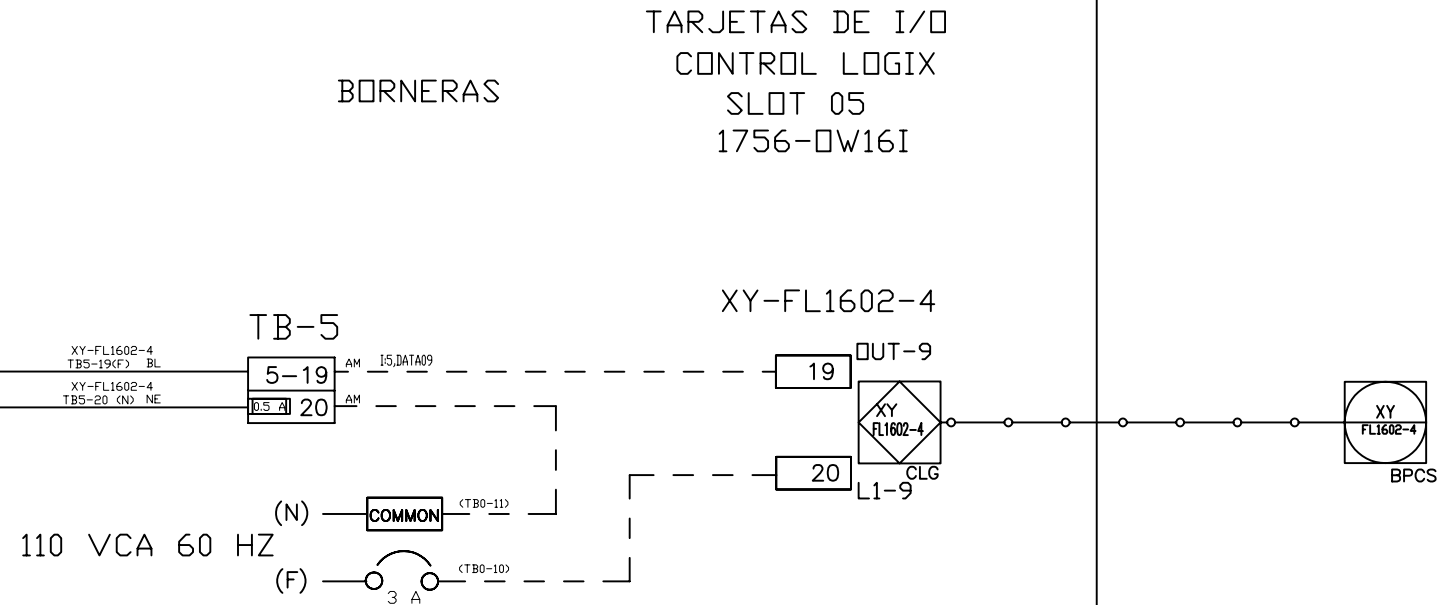 TARJETAS DE I/O
CONTROL LOGIX
SLOT 05
1756-OW16I
BORNERAS
XY-FL1602-4
TB-5
XY-FL1602-4
TB5-19(F) BL
XY-FL1602-4
TB5-20 (N) NE
5-19
AM
I:5,DATA09
0.5 A
20
AM
19
OUT-9
XY
FL1602-4
CLG
20
L1-9
XY
FL1602-4
BPCS
(N)
COMMON
(TB0-11)
110 VCA 60 HZ
(F)
3 A
(TB0-10)